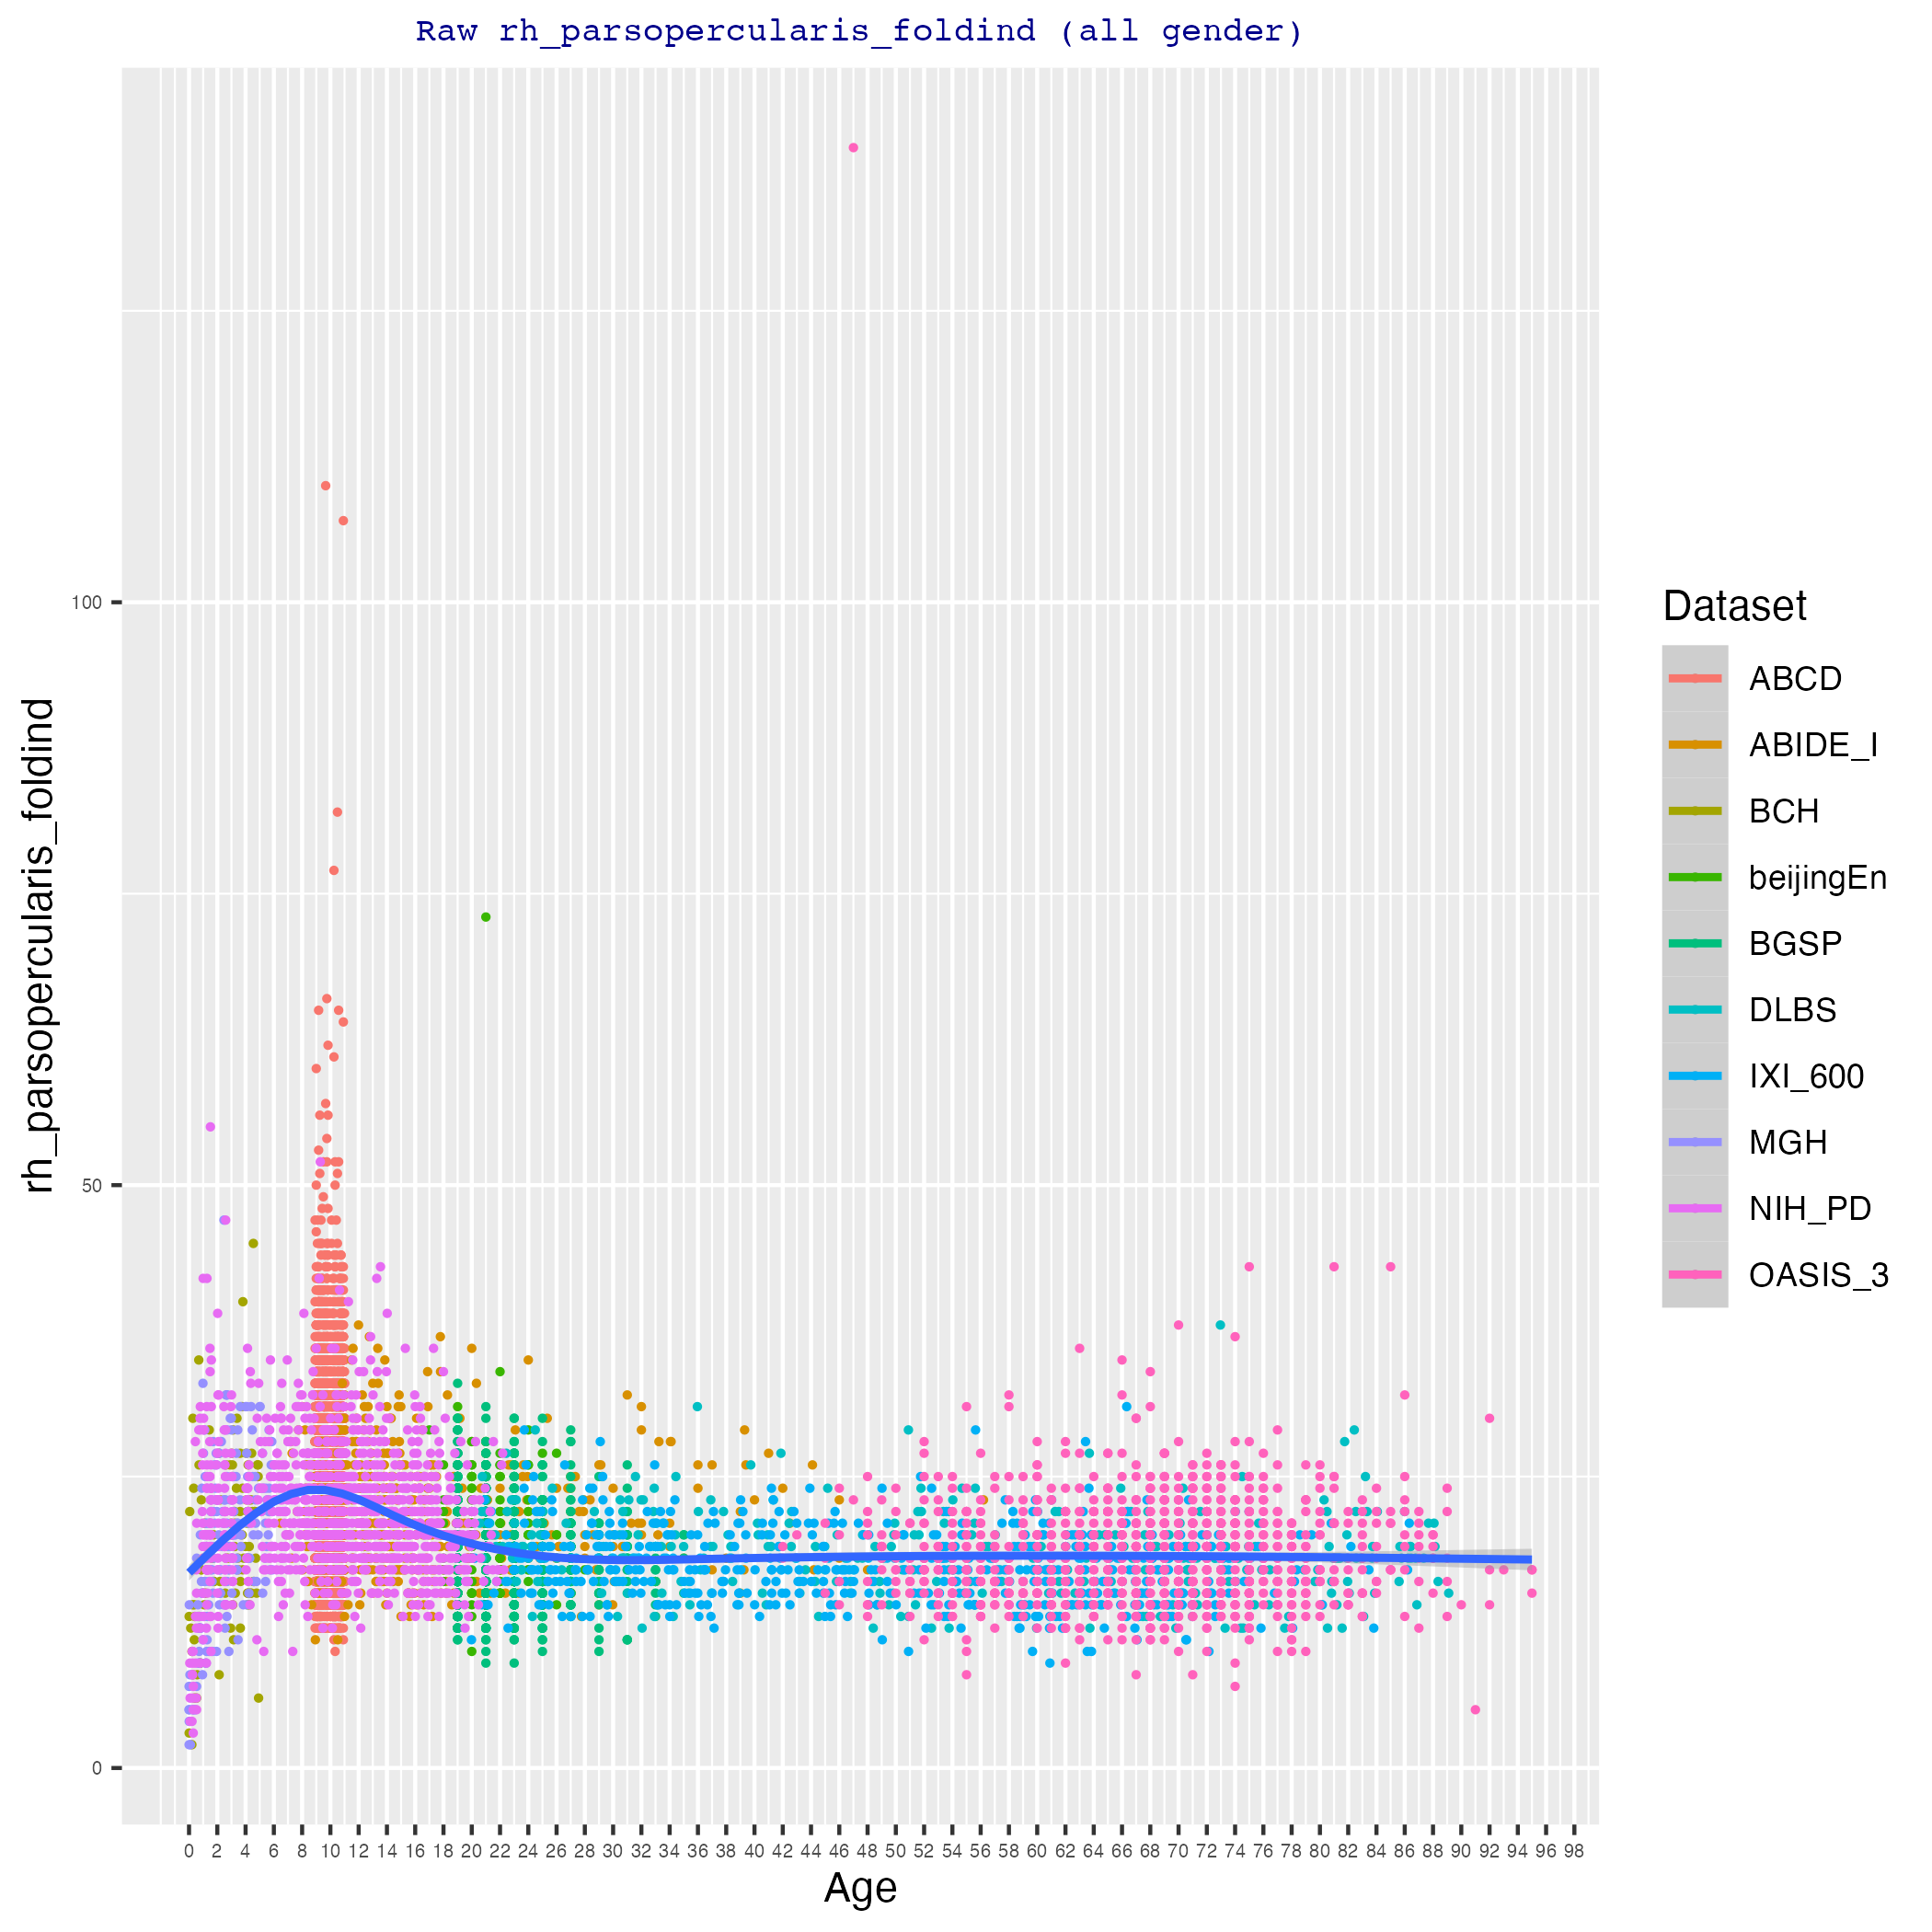 Raw rh_parsopercularis_foldind (all gender)
rh_parsopercularis_foldind
100
50
0
0 2 4 6 8 10 12 14 16 18 20 22 24 26 28 30 32 34 36 38 40 42 44 46 48 50 52 54 56 58 60 62 64 66 68 70 72 74 76 78 80 82 84 86 88 90 92 94 96 98
Age
Dataset
ABCD
ABIDE_I
BCH
beijingEn
BGSP
DLBS
IXI_600
MGH
NIH_PD
OASIS_3